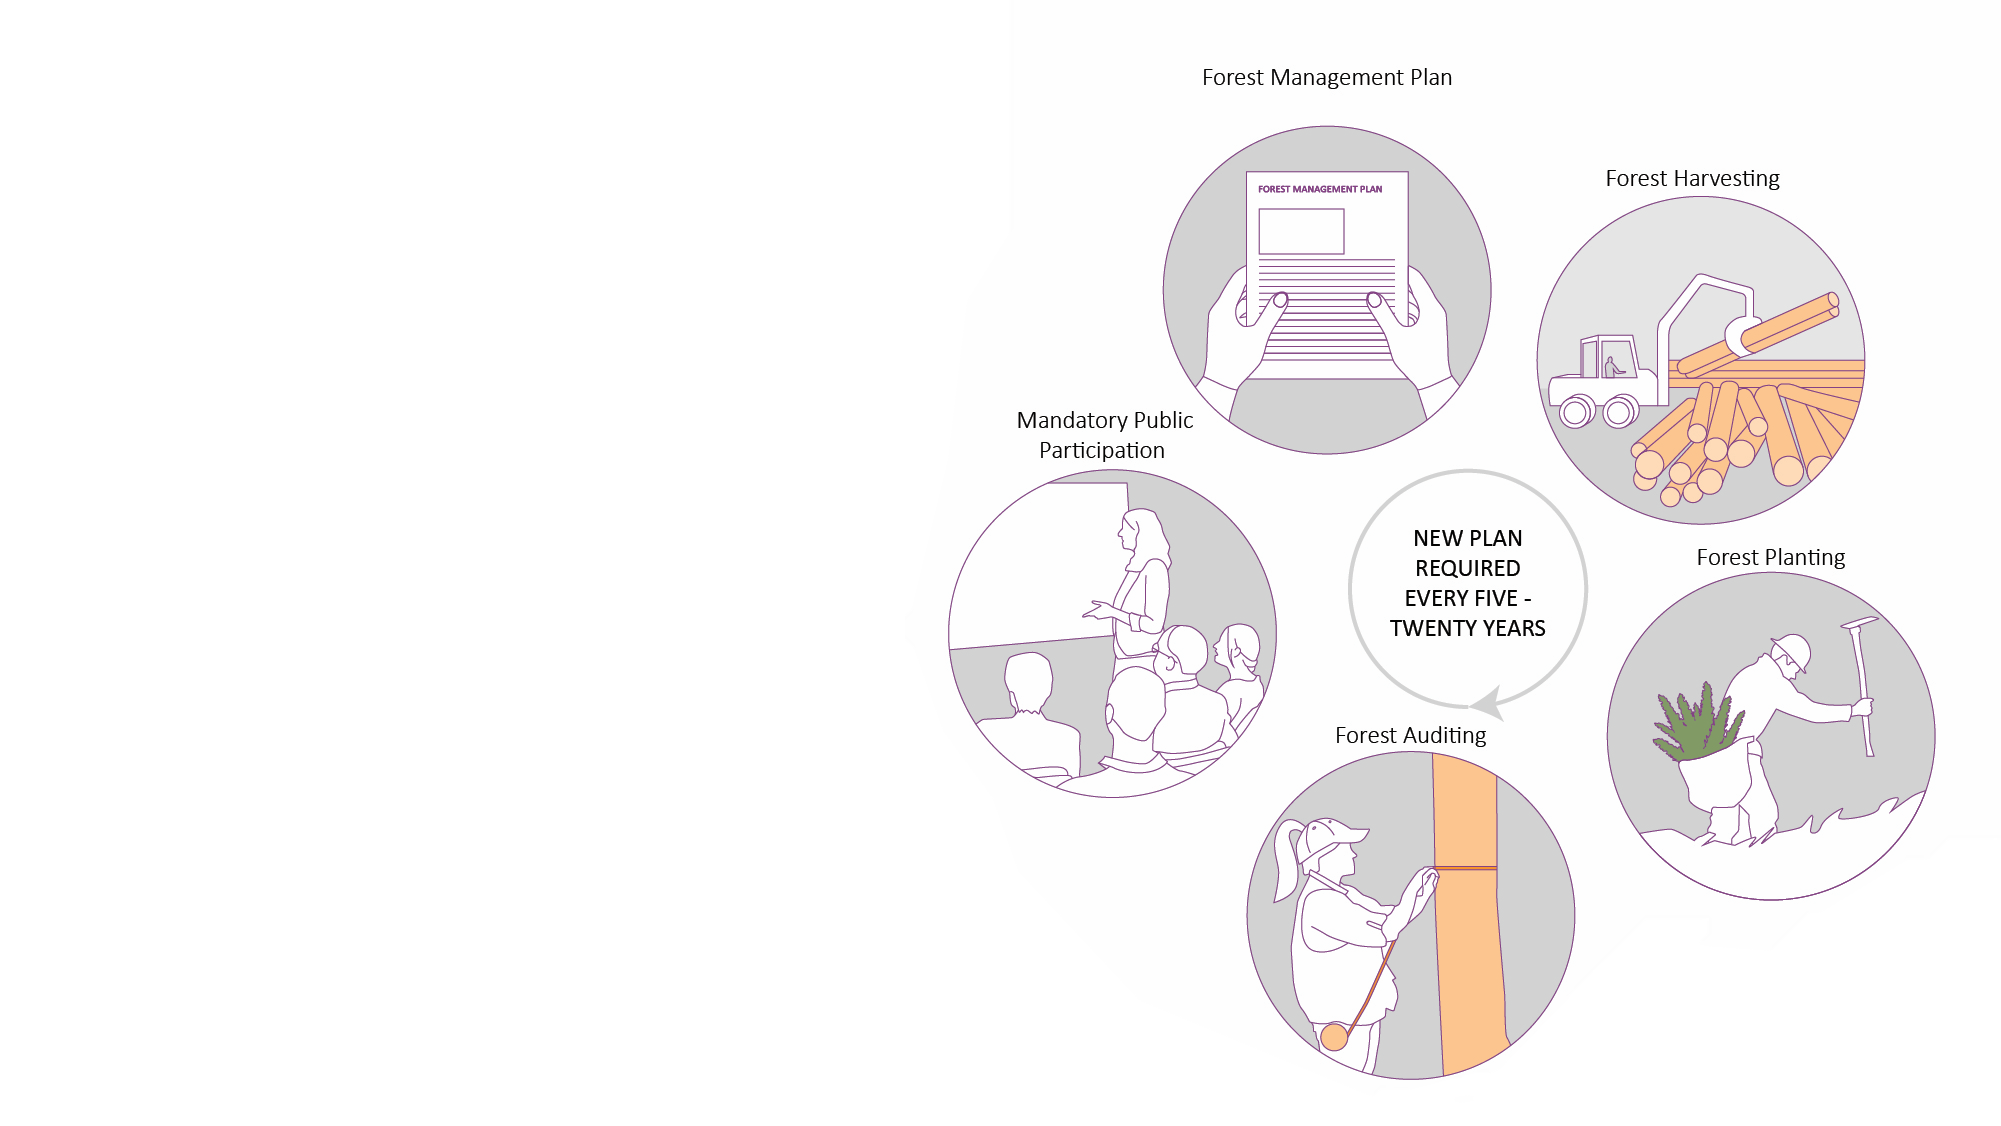 Forest Management Plan
FOREST MANAGEMENT PLAN
Forest Harvesting
Mandatory Public
Participation
NEW PLAN
REQUIRED
EVERY FIVE -
TWENTY YEARS
Forest Planting
Forest Auditing